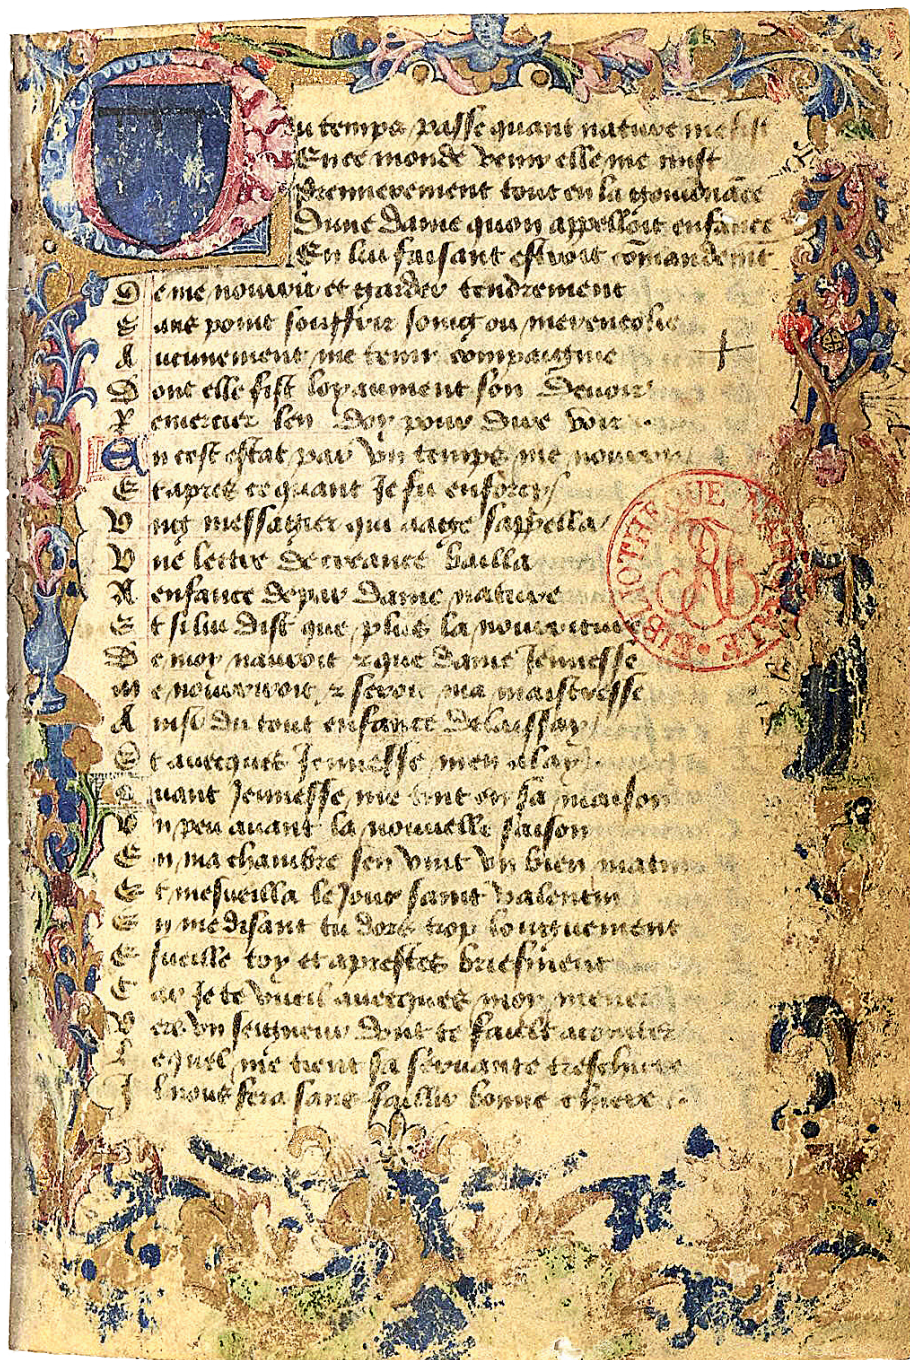 u temps passe quant nature me fist
En ce monde venir elle me mist
Premierement tout en la gouvernāce
Dune dame quon appelloit enfance
En lui faisant estroit cōmandemēt
De me nourrir et garder tendrement
Sans point souffrir soing ou merencolie
Aucunement me tenir compaignie
Dont elle fist loyaument son devoir
Remercier len doy pour dire voir
En cest estat par un temps me nourry
Et apres ce quant Je fu enforcy
Ung messagier qui aage sappella
Une lettre de creance bailla
A enfance de par dame nature
Et si lui dist que plus la nourriture
De moy nauroit et que dame Jennesse
Me nourriroit et seroit ma maistresse
Ainsi du tout enfance delaissay
Et avecques Jennesse men alay
Quant Jennesse me tint en sa maison
Un peu avant la nouvelle saison
En ma chambre sen vint un bien matin
Et mesveilla le Jour saint valentin
En me disant tu dors trop longuement
Esveille toy et aprestes briefment
Car Je te vueil avecques moy mener
Vers un seigneur dont te fault acointer
Lequel me tient sa servante treschiere
Il nous fera sans faillir bonne chiere
BIBLIOTHEQUE NATIONALE